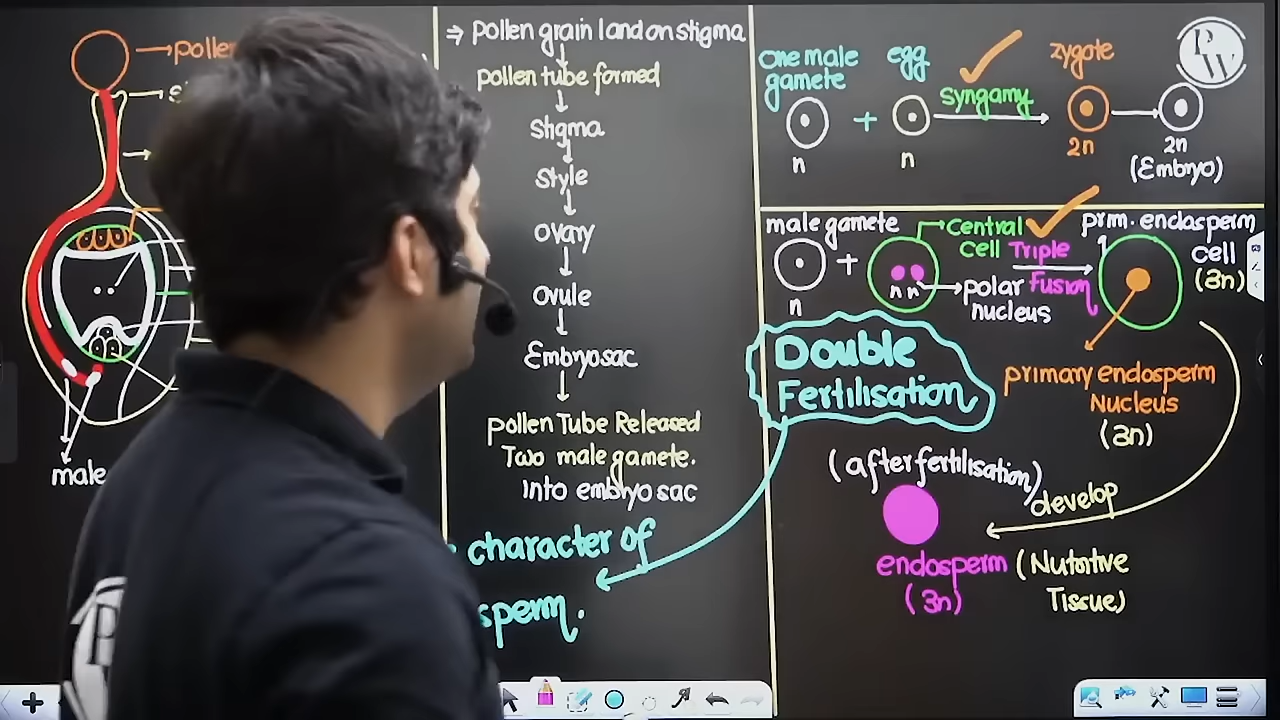 → polle
⇒ pollen grain land on stigma
pollen tube formed
stigma
style
ovary
ovule
Embryosac
pollen Tube Released
Two male gamete.
into embryo sac
male
character of
sperm.
one male
gamete
n
+
egg
n
syngamy
zygote
2n
2n
(Embryo)
PW
male gamete
n
+
Central
cell
n n
polar
nucleus
Triple
Fusion
prim. endosperm
cell
(3n)
primary endosperm
Nucleus
(3n)
Double
Fertilisation
(after fertilisation)
develop
endosperm (Nutritive
(3n) Tissue)